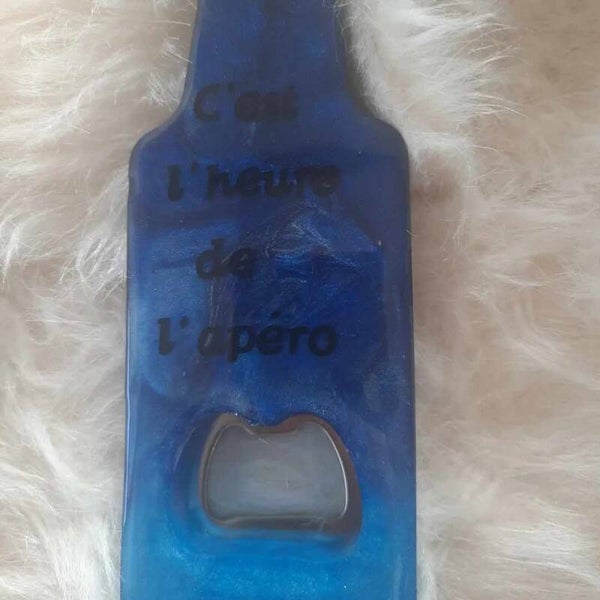 C'est
l'heure
de
l'apéro